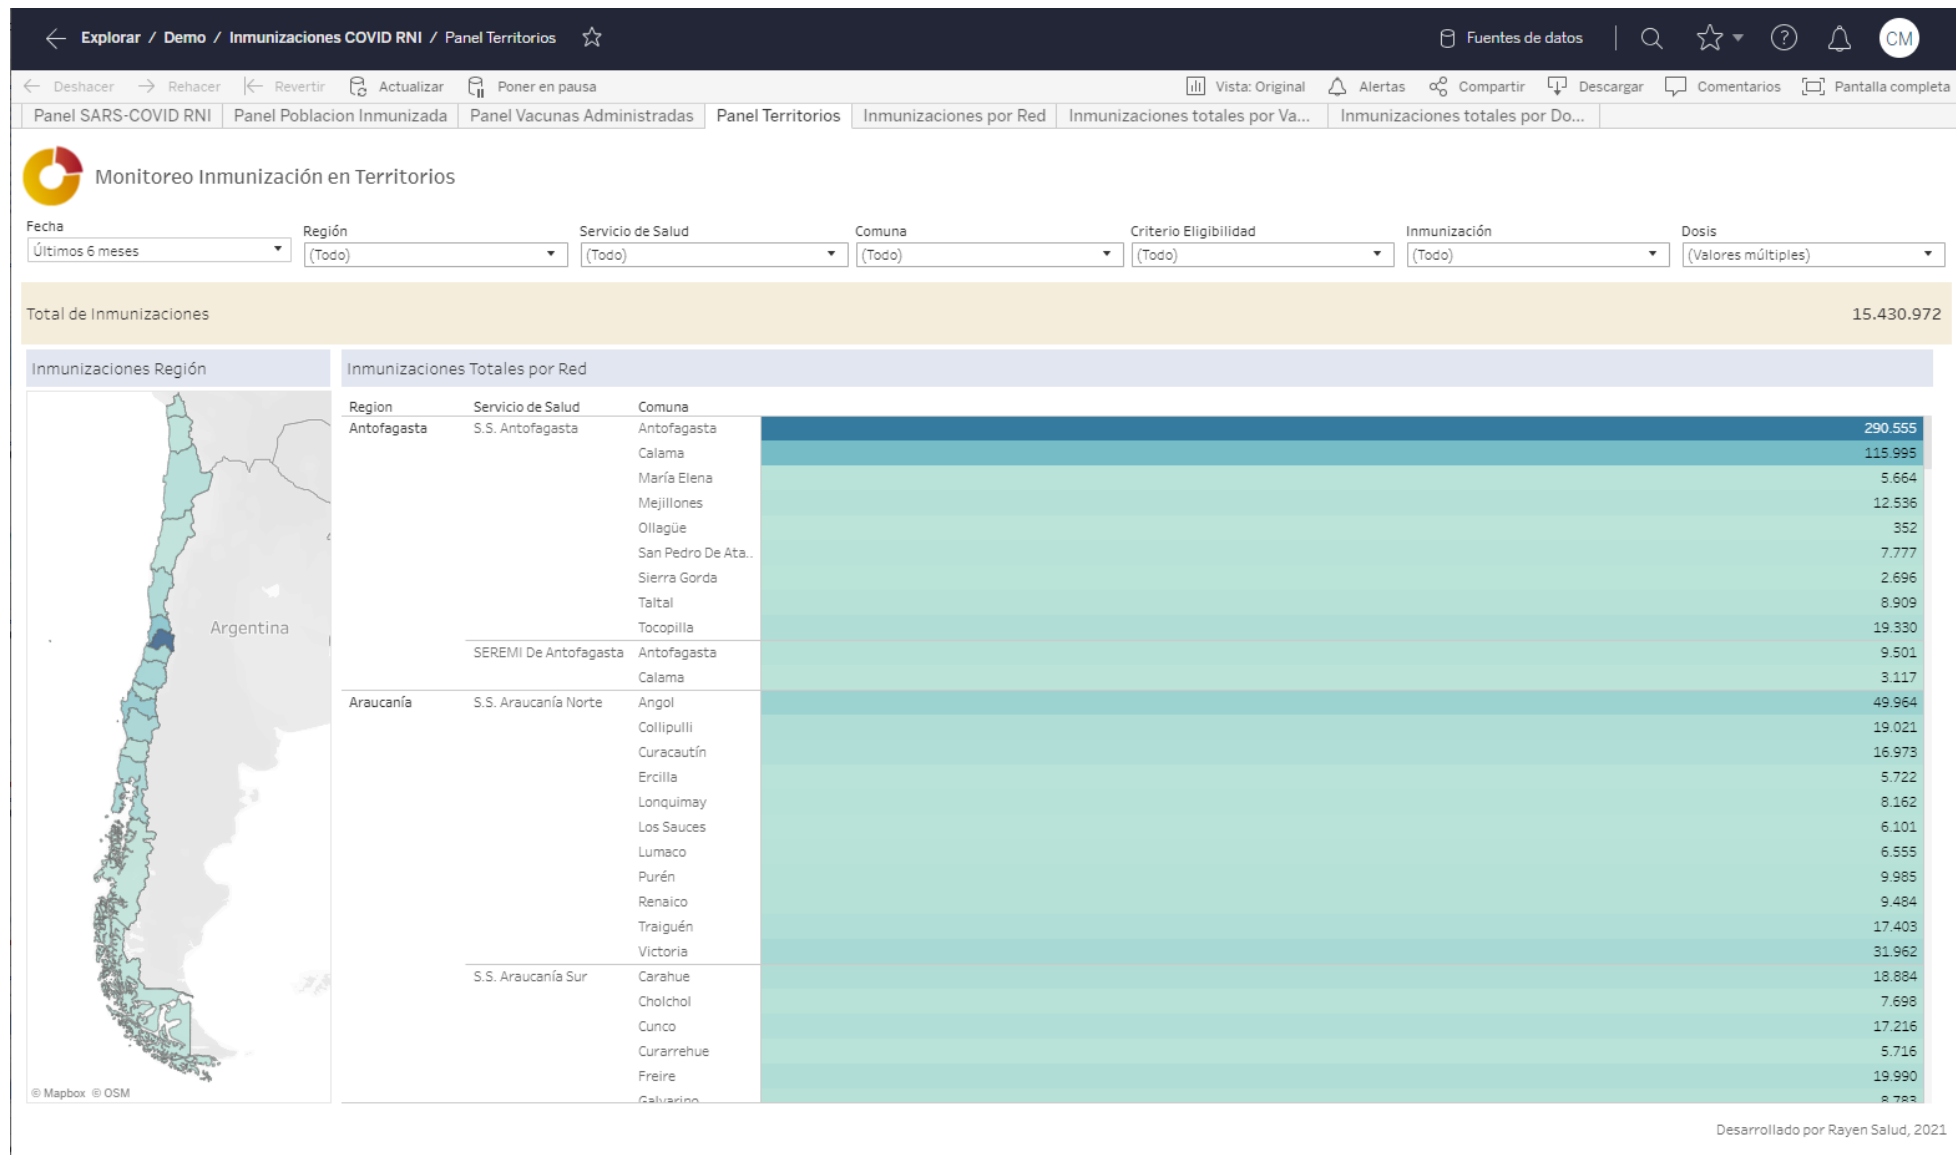 Explorar / Demo / Inmunizaciones COVID RNI / Panel Territorios
Fuentes de datos
CM
Deshacer Rehacer Revertir Actualizar Poner en pausa Vista: Original Alertas Compartir Descargar Comentarios Pantalla completa
Panel SARS-COVID RNI Panel Poblacion Inmunizada Panel Vacunas Administradas Panel Territorios Inmunizaciones por Red Inmunizaciones totales por Va... Inmunizaciones totales por Do...
Monitoreo Inmunización en Territorios
Fecha Región Servicio de Salud Comuna Criterio Eligibilidad Inmunización Dosis
Últimos 6 meses (Todo) (Todo) (Todo) (Todo) (Todo) (Valores múltiples)
Total de Inmunizaciones 15.430.972
Inmunizaciones Región Inmunizaciones Totales por Red
Region Servicio de Salud Comuna
Antofagasta S.S. Antofagasta Antofagasta 290.555
Calama 115.995
María Elena 5.664
Mejillones 12.536
Ollagüe 352
San Pedro De Ata.. 7.777
Sierra Gorda 2.696
Taltal 8.909
Argentina
Tocopilla 19.330
SEREMI De Antofagasta Antofagasta 9.501
Calama 3.117
Araucanía S.S. Araucanía Norte Angol 49.964
Collipulli 19.021
Curacautín 16.973
Ercilla 5.722
Lonquimay 8.162
Los Sauces 6.101
Lumaco 6.555
Purén 9.985
Renaico 9.484
Traiguén 17.403
Victoria 31.962
S.S. Araucanía Sur Carahue 18.884
Cholchol 7.698
Cunco 17.216
Curarrehue 5.716
Freire 19.990
Galvarino 8.783
© Mapbox © OSM
Desarrollado por Rayen Salud, 2021